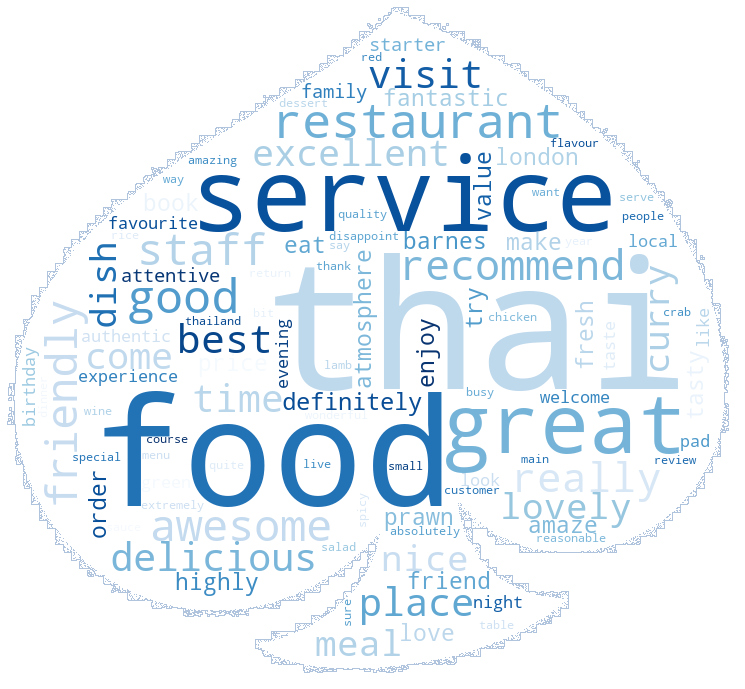 starter
red
visit
family
fantastic
dessert
restaurant
flavour
excellent
london
amazing
service
value
way
want
book
serve
favourite
quality
people
rice
disappoint
staff
eat
say
barnes
make
local
year
dish
attentive
thank
recommend
return
thai
good
atmosphere
try
curry
bit
thailand
chicken
crab
fresh
taste
like
authentic
best
evening
enjoy
come
price
lamb
birthday
friendly
experience
tasty
time
definitely
busy
welcome
dinner
wine
food
great
wonderful
course
pad
special
menu
quite
live
small
main
review
order
green
customer
look
really
extremely
spicy
lovely
awesome
prawn
amaze
absolutely
reasonable
salad
delicious
nice
highly
friend
place
night
sure
meal
love
table